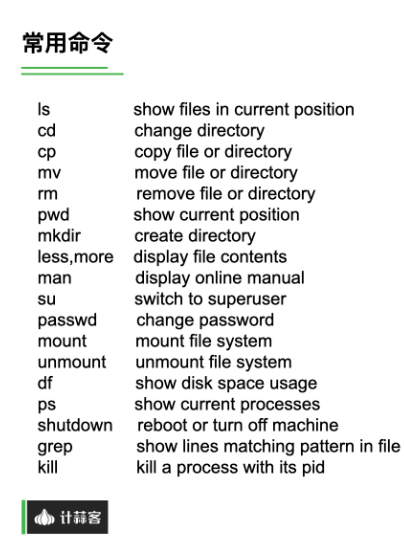 常用命令
ls show files in current position
cd change directory
cp copy file or directory
mv move file or directory
rm remove file or directory
pwd show current position
mkdir create directory
less,more display file contents
man display online manual
su switch to superuser
passwd change password
mount mount file system
unmount unmount file system
df show disk space usage
ps show current processes
shutdown reboot or turn off machine
grep show lines matching pattern in file
kill kill a process with its pid
计蒜客